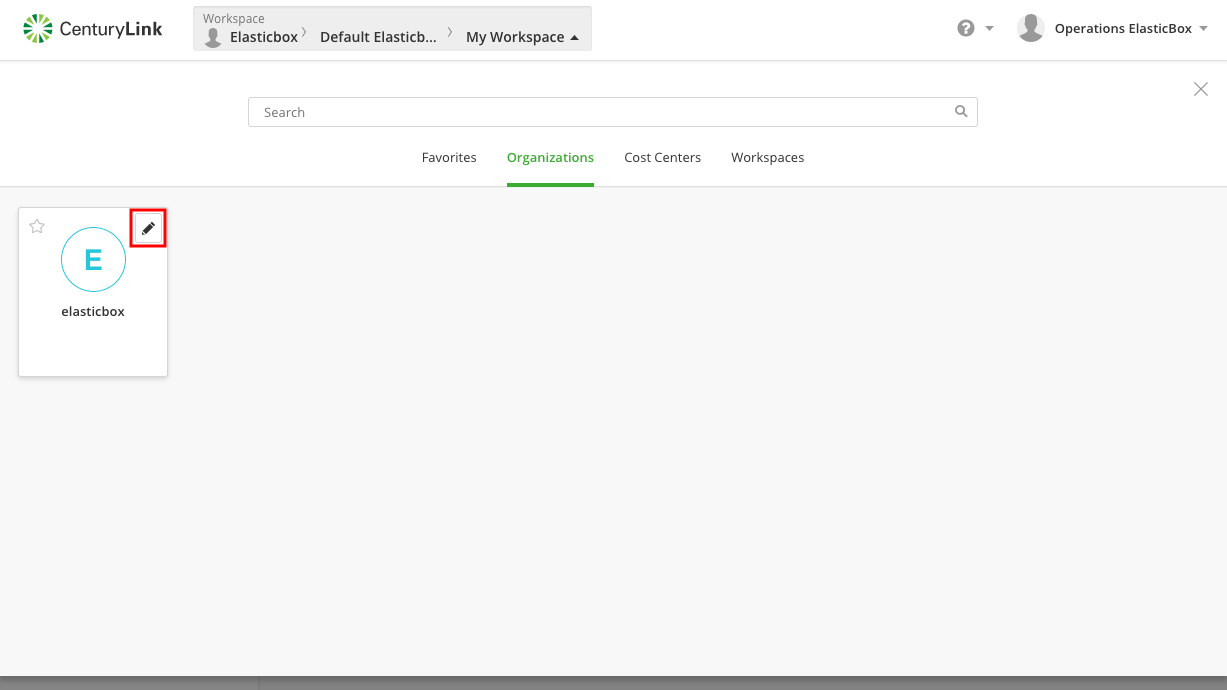 CenturyLink
Workspace
Elasticbox Default Elasticb... My Workspace
Operations ElasticBox
Search
Favorites Organizations Cost Centers Workspaces
E
elasticbox